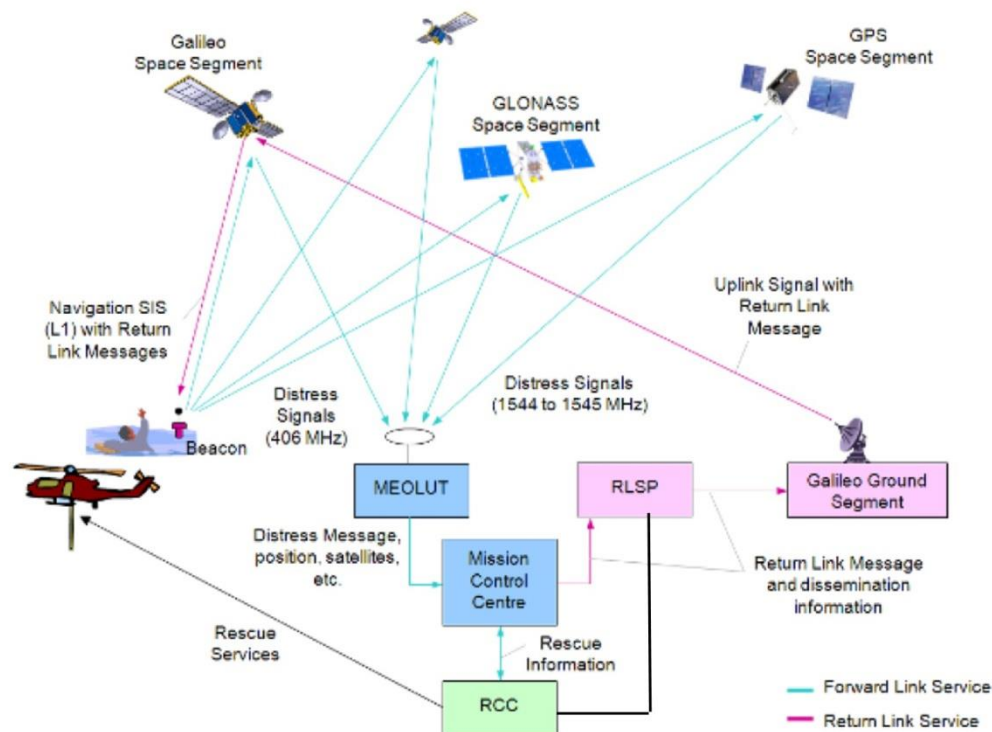 Galileo
Space Segment
GPS
Space Segment
GLONASS
Space Segment
Navigation SIS
(L1) with Return
Link Messages
Uplink Signal with
Return Link
Message
Distress
Signals
(406 MHz)
Distress Signals
(1544 to 1545 MHz)
Beacon
MEOLUT
RLSP
Galileo Ground
Segment
Distress Message,
position, satellites,
etc.
Mission
Control
Centre
Return Link Message
and dissemination
information
Rescue
Services
Rescue
Information
RCC
Forward Link Service
Return Link Service